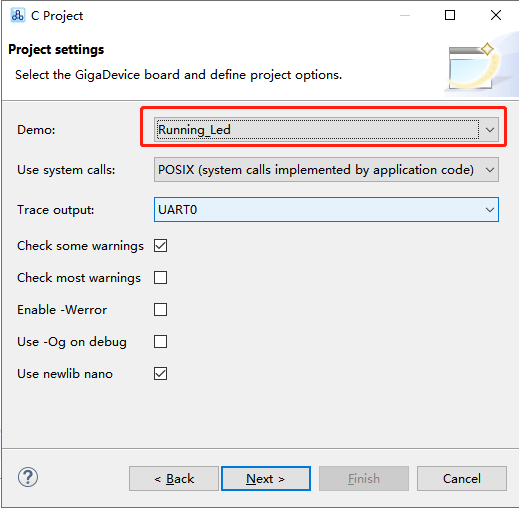 C Project
Project settings
Select the GigaDevice board and define project options.
Demo: Running_Led
Use system calls: POSIX (system calls implemented by application code)
Trace output: UART0
Check some warnings
Check most warnings
Enable -Werror
Use -Og on debug
Use newlib nano
? < Back Next > Finish Cancel